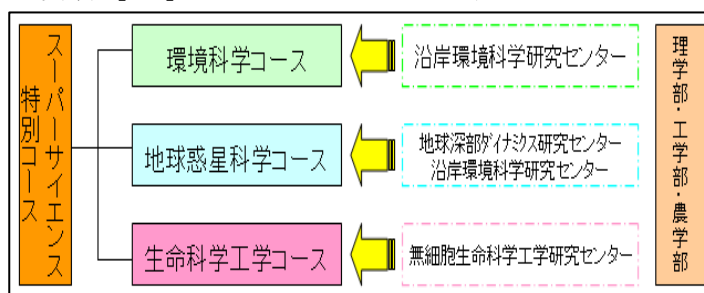 スーパーサイエンス
特別コース
環境科学コース
沿岸環境科学研究センター
地球惑星科学コース
地球深部ダイナミクス研究センター
沿岸環境科学研究センター
生命科学工学コース
無細胞生命科学工学研究センター
理学部・工学部・農学部